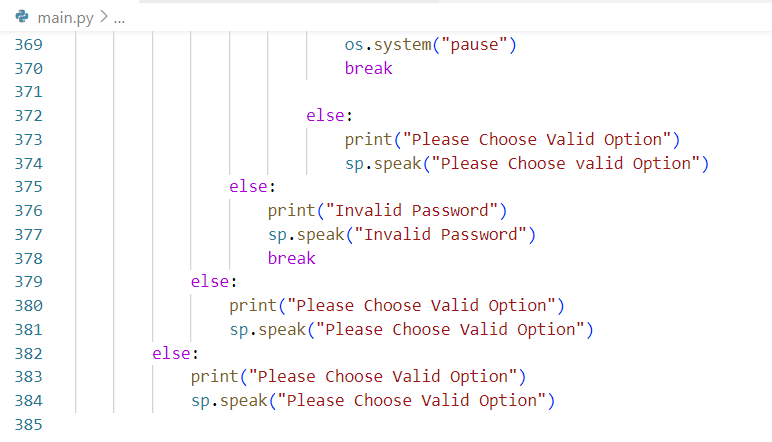 main.py > ...
369 os.system("pause")
370 break
371
372 else:
373 print("Please Choose Valid Option")
374 sp.speak("Please Choose valid Option")
375 else:
376 print("Invalid Password")
377 sp.speak("Invalid Password")
378 break
379 else:
380 print("Please Choose Valid Option")
381 sp.speak("Please Choose Valid Option")
382 else:
383 print("Please Choose Valid Option")
384 sp.speak("Please Choose Valid Option")
385